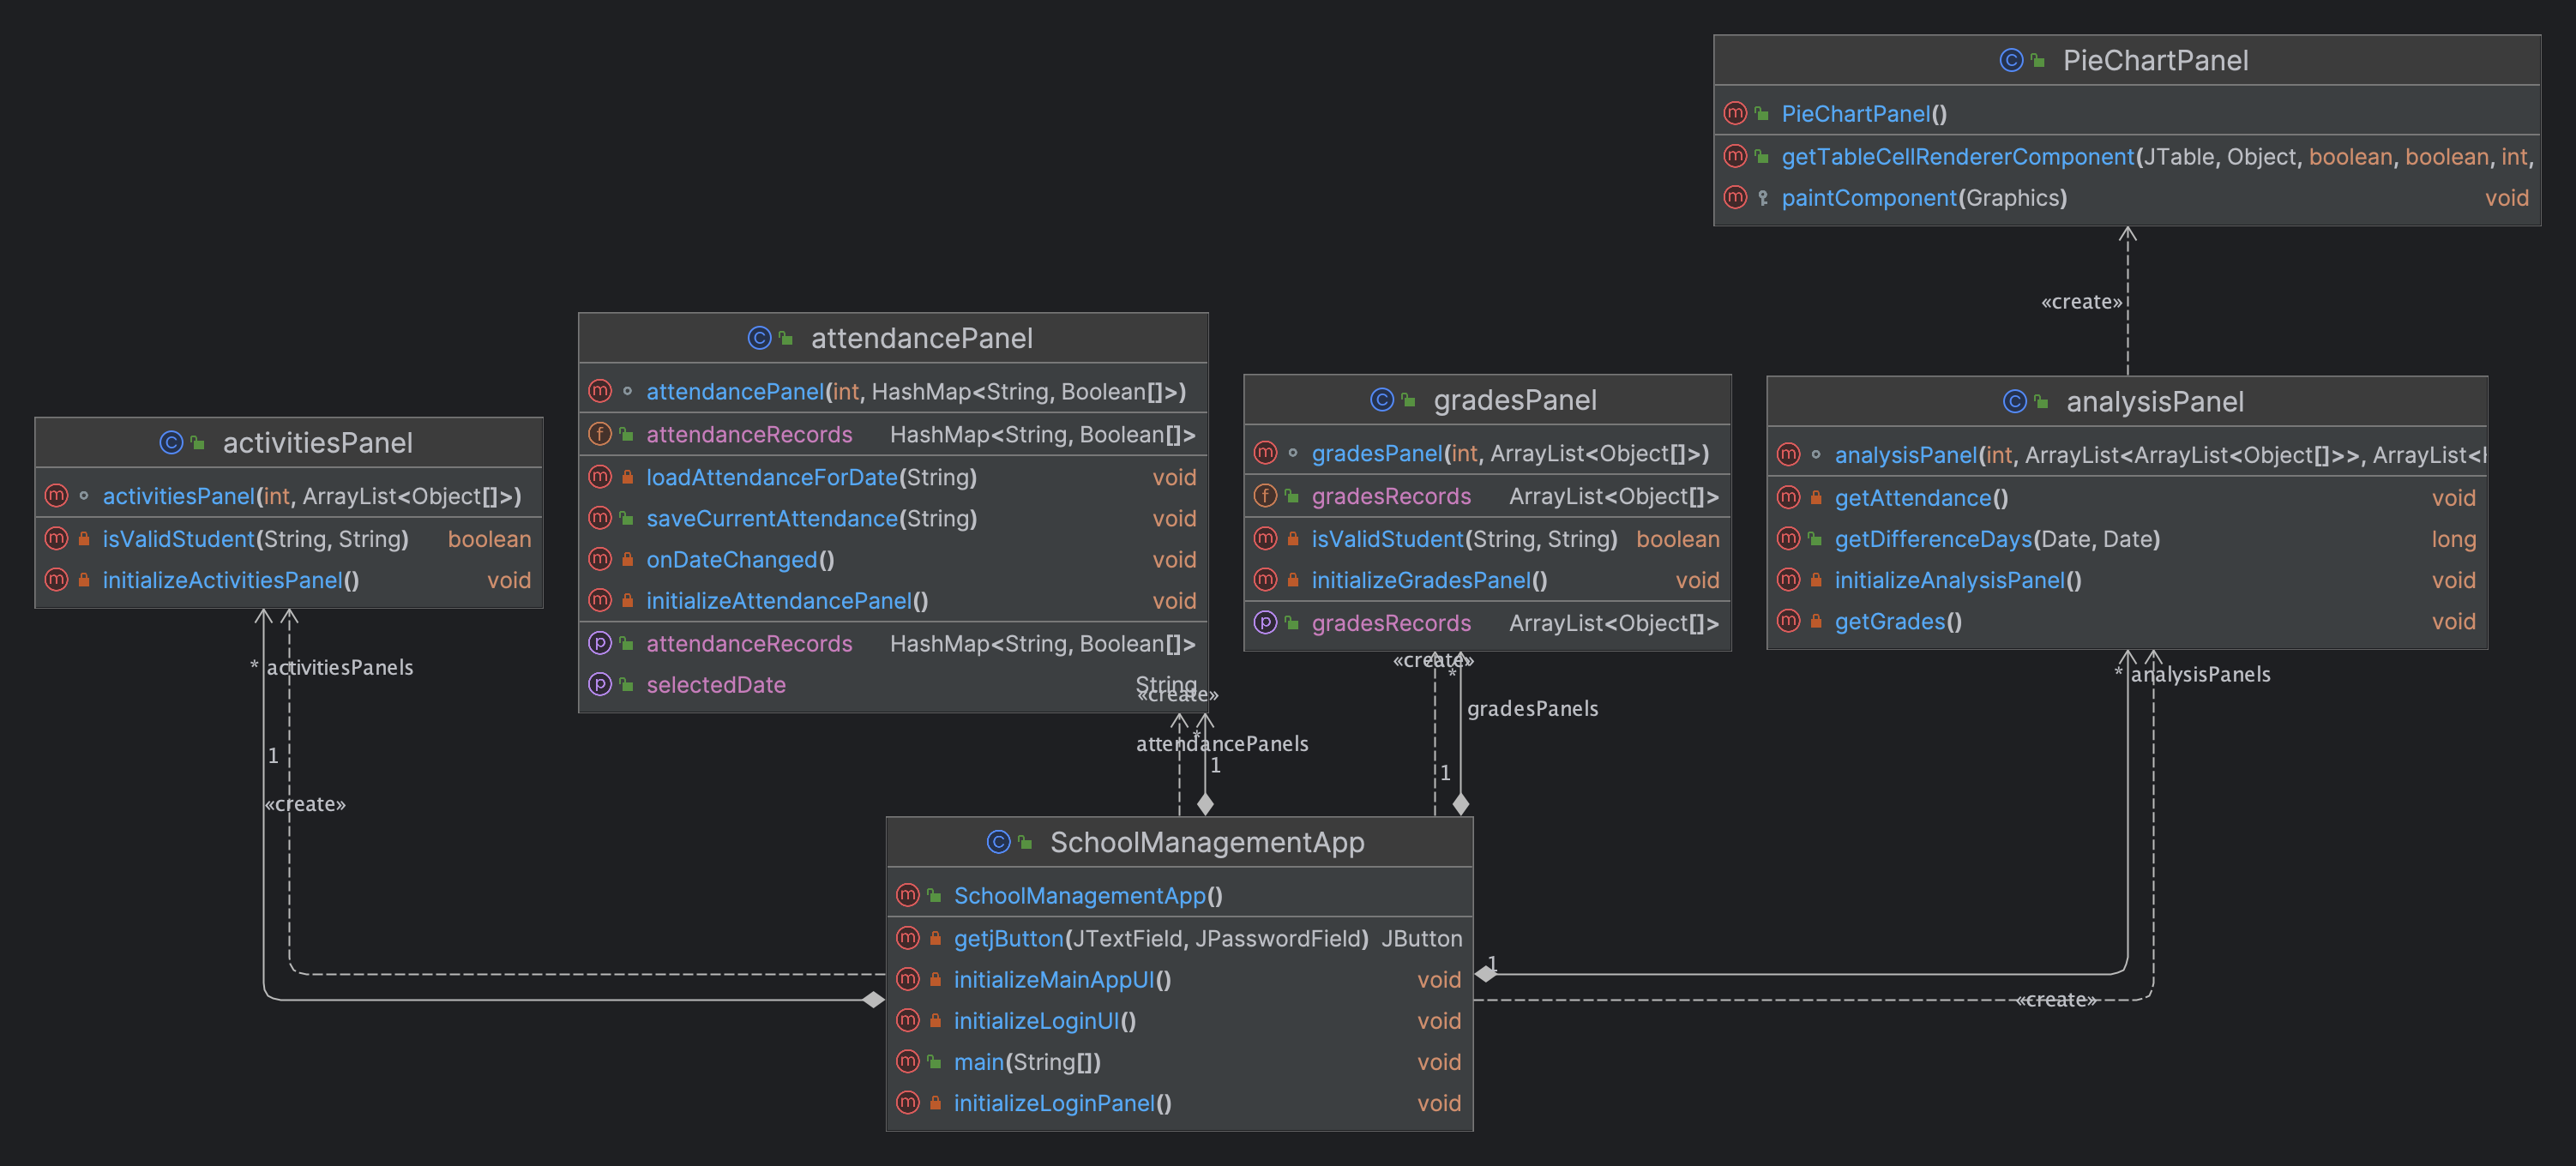 PieChartPanel
PieChartPanel()
getTableCellRendererComponent(JTable, Object, boolean, boolean, int,
paintComponent(Graphics) void
«create»
attendancePanel
attendancePanel(int, HashMap<String, Boolean[]>)
attendanceRecords HashMap<String, Boolean[]>
loadAttendanceForDate(String) void
saveCurrentAttendance(String) void
onDateChanged() void
initializeAttendancePanel() void
attendanceRecords HashMap<String, Boolean[]>
selectedDate String
gradesPanel
gradesPanel(int, ArrayList<Object[]>)
gradesRecords ArrayList<Object[]>
isValidStudent(String, String) boolean
initializeGradesPanel() void
gradesRecords ArrayList<Object[]>
analysisPanel
analysisPanel(int, ArrayList<ArrayList<Object[]>>, ArrayList<
getAttendance() void
getDifferenceDays(Date, Date) long
initializeAnalysisPanel() void
getGrades() void
activitiesPanel
activitiesPanel(int, ArrayList<Object[]>)
isValidStudent(String, String) boolean
initializeActivitiesPanel() void
* activitiesPanels
1
«create»
«create»
*
attendancePanels
1
«create»
*
gradesPanels
1
* analysisPanels
1
«create»
SchoolManagementApp
SchoolManagementApp()
getjButton(JTextField, JPasswordField) JButton
initializeMainAppUI() void
initializeLoginUI() void
main(String[]) void
initializeLoginPanel() void